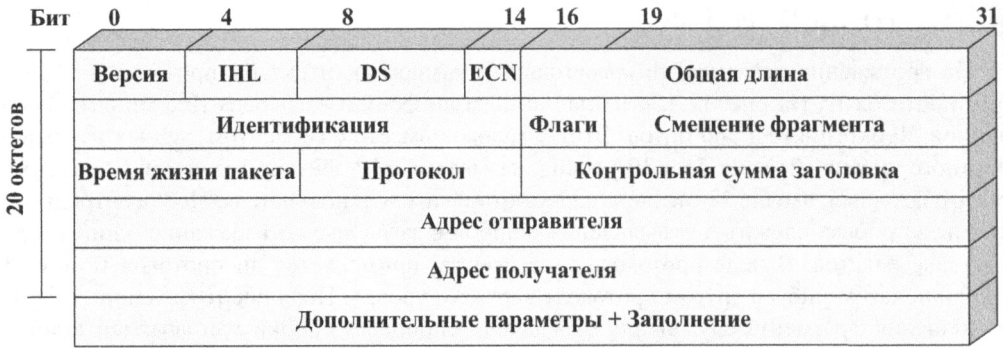 Бит 0 4 8 14 16 19 31
Версия IHL DS ECN Общая длина
Идентификация Флаги Смещение фрагмента
Время жизни пакета Протокол Контрольная сумма заголовка
Адрес отправителя
Адрес получателя
Дополнительные параметры + Заполнение
20 октетов